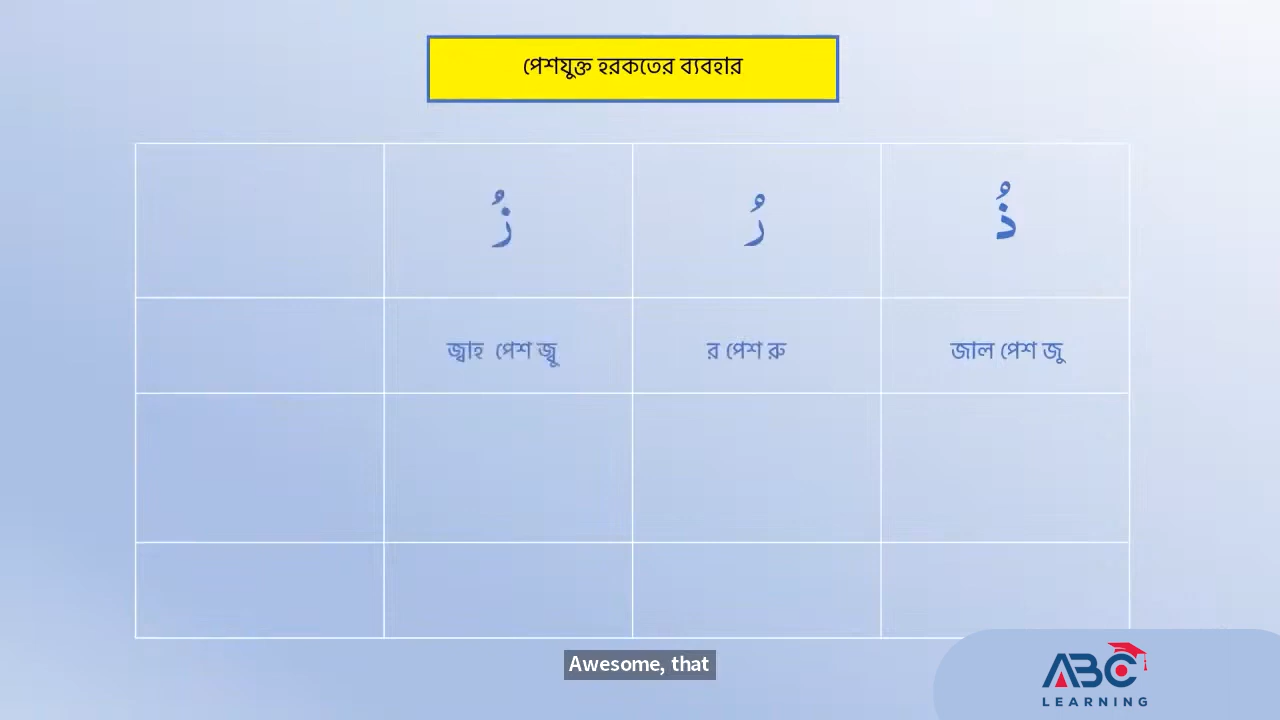 পেশযুক্ত হরকতের ব্যবহার
زُ رُ ذُ
জ্বাহ পেশ জ্বু র পেশ রু জাল পেশ জু
Awesome, that
ABC
LEARNING